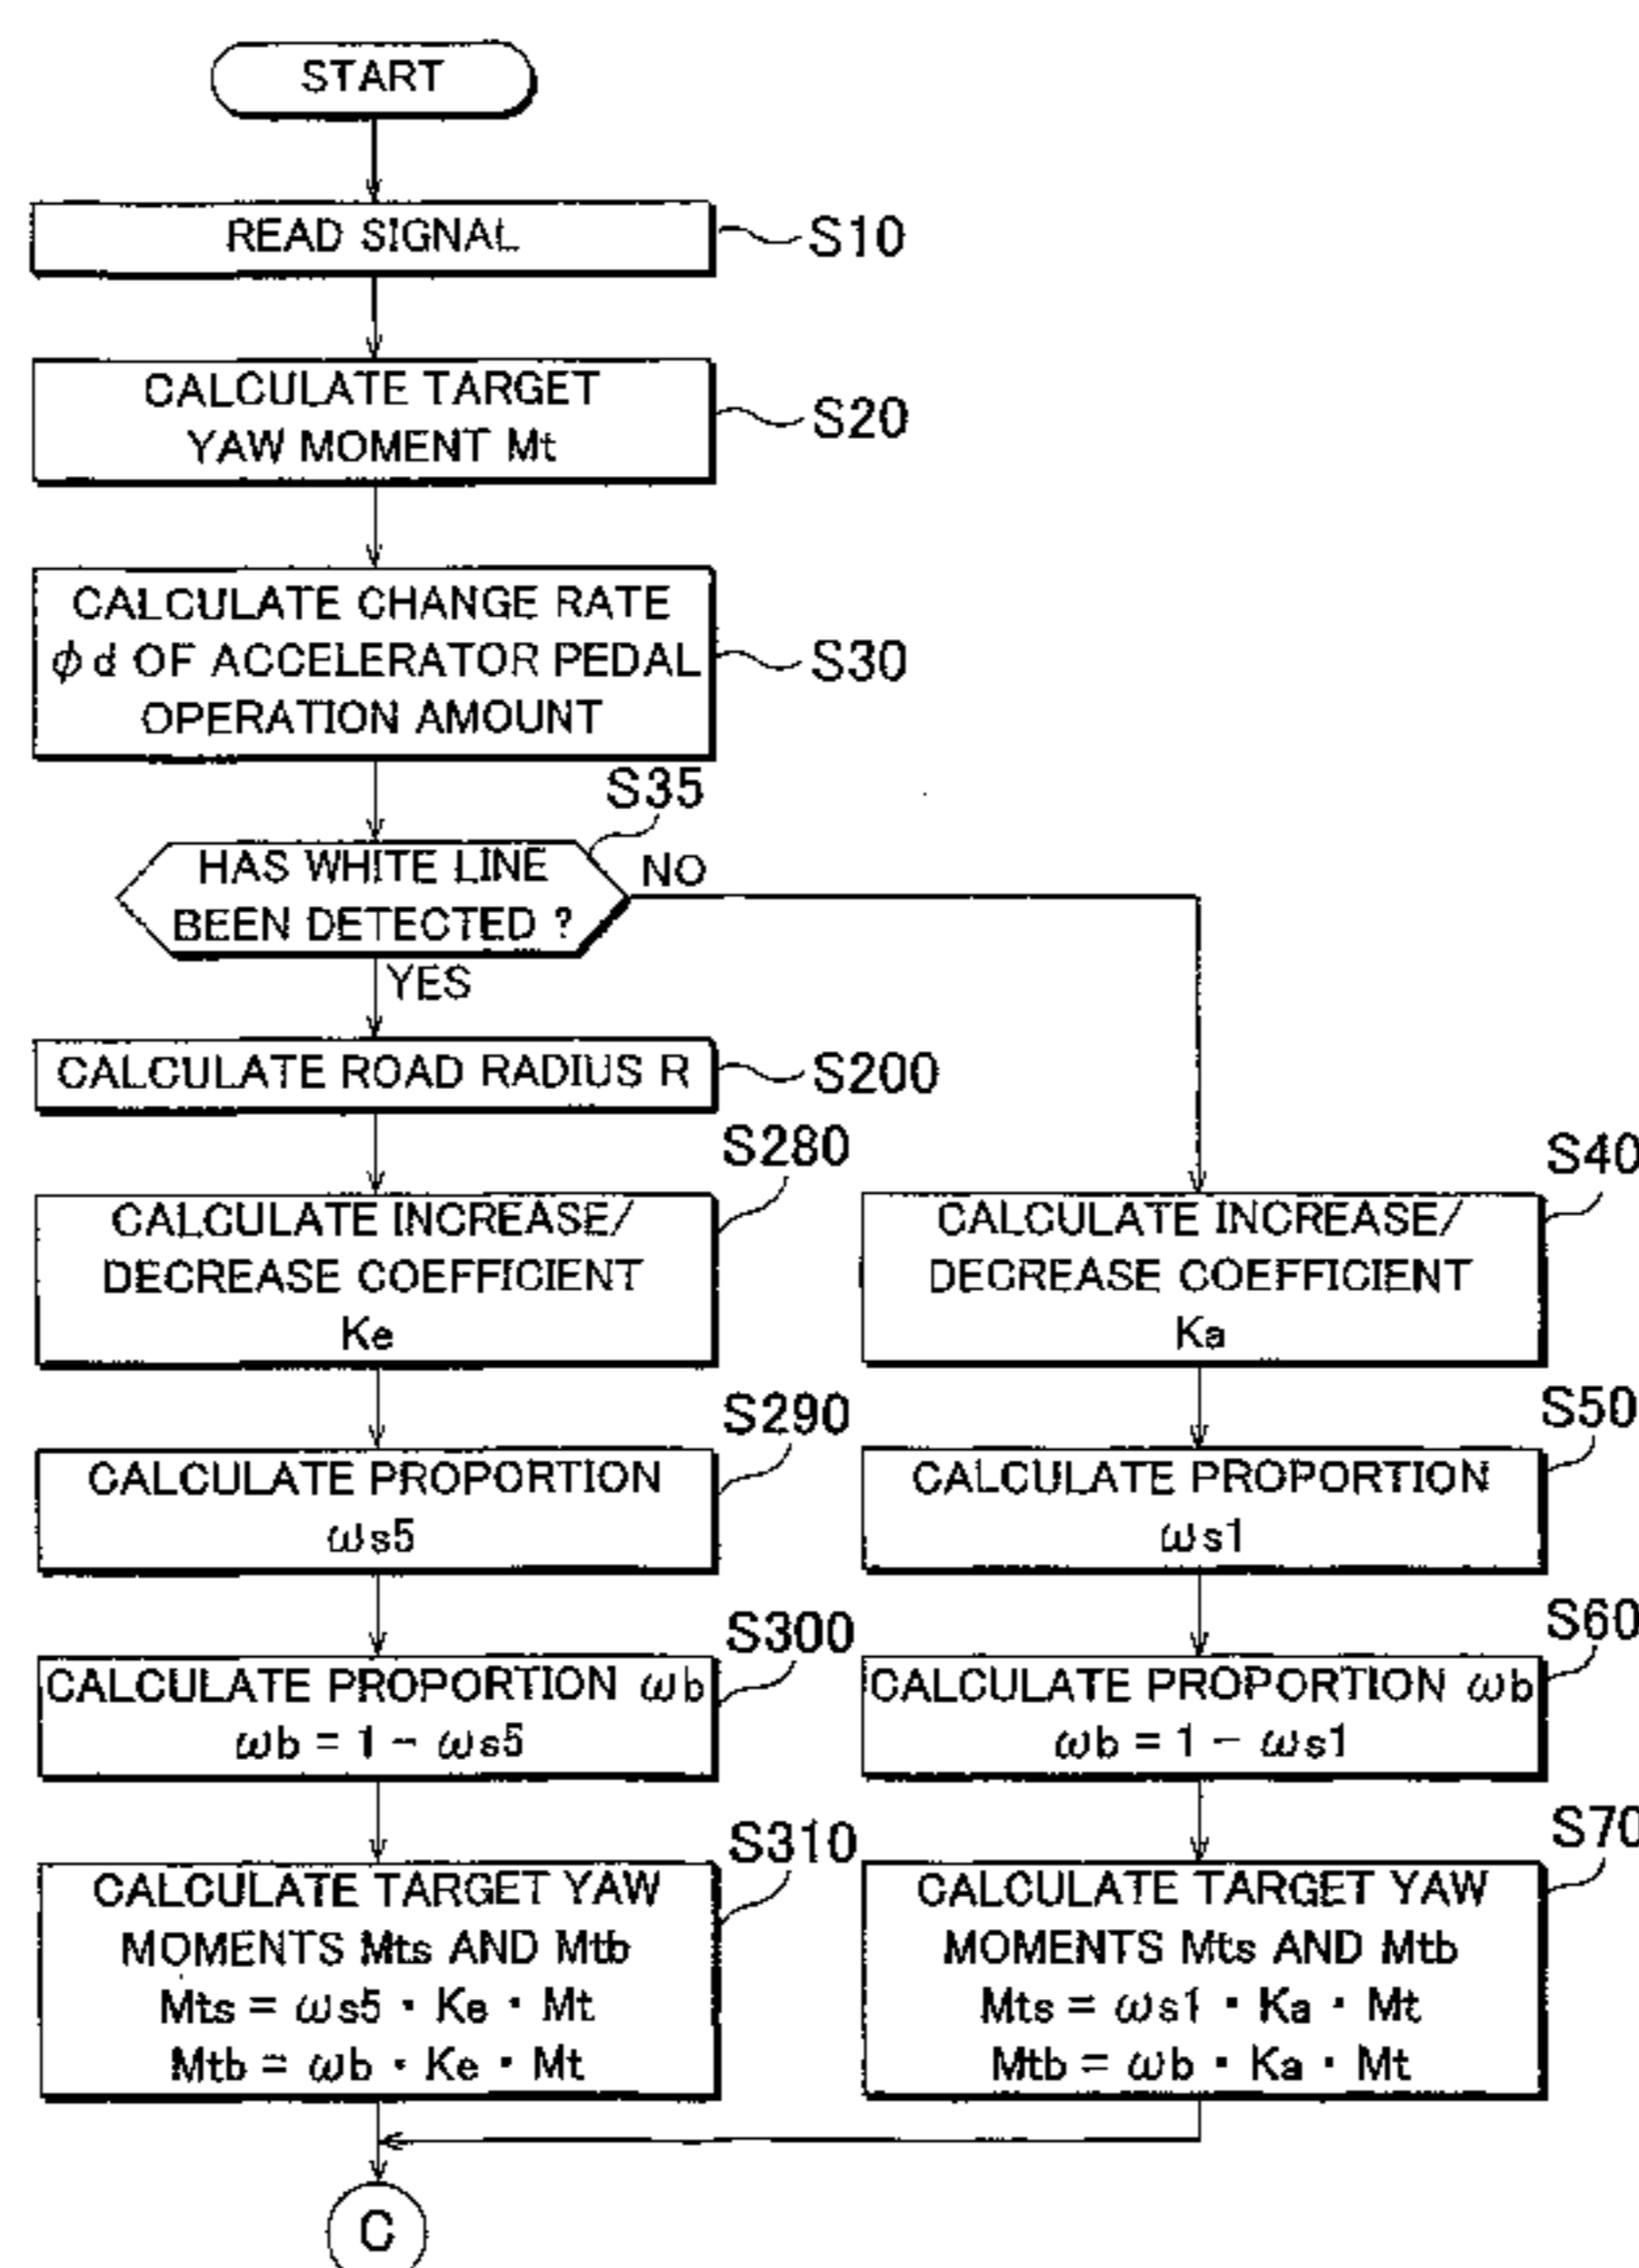 START
READ SIGNAL
S10
CALCULATE TARGET
YAW MOMENT Mt
S20
CALCULATE CHANGE RATE
ϕd OF ACCELERATOR PEDAL
OPERATION AMOUNT
S30
S35
HAS WHITE LINE
BEEN DETECTED ?
NO
YES
CALCULATE ROAD RADIUS R
S200
S280
CALCULATE INCREASE/
DECREASE COEFFICIENT
Ke
S40
CALCULATE INCREASE/
DECREASE COEFFICIENT
Ka
S290
CALCULATE PROPORTION
ωs5
S50
CALCULATE PROPORTION
ωs1
S300
CALCULATE PROPORTION ωb
ωb = 1 - ωs5
S60
CALCULATE PROPORTION ωb
ωb = 1 - ωs1
S310
CALCULATE TARGET YAW
MOMENTS Mts AND Mtb
Mts = ωs5 · Ke · Mt
Mtb = ωb · Ke · Mt
S70
CALCULATE TARGET YAW
MOMENTS Mts AND Mtb
Mts = ωs1 · Ka · Mt
Mtb = ωb · Ka · Mt
C